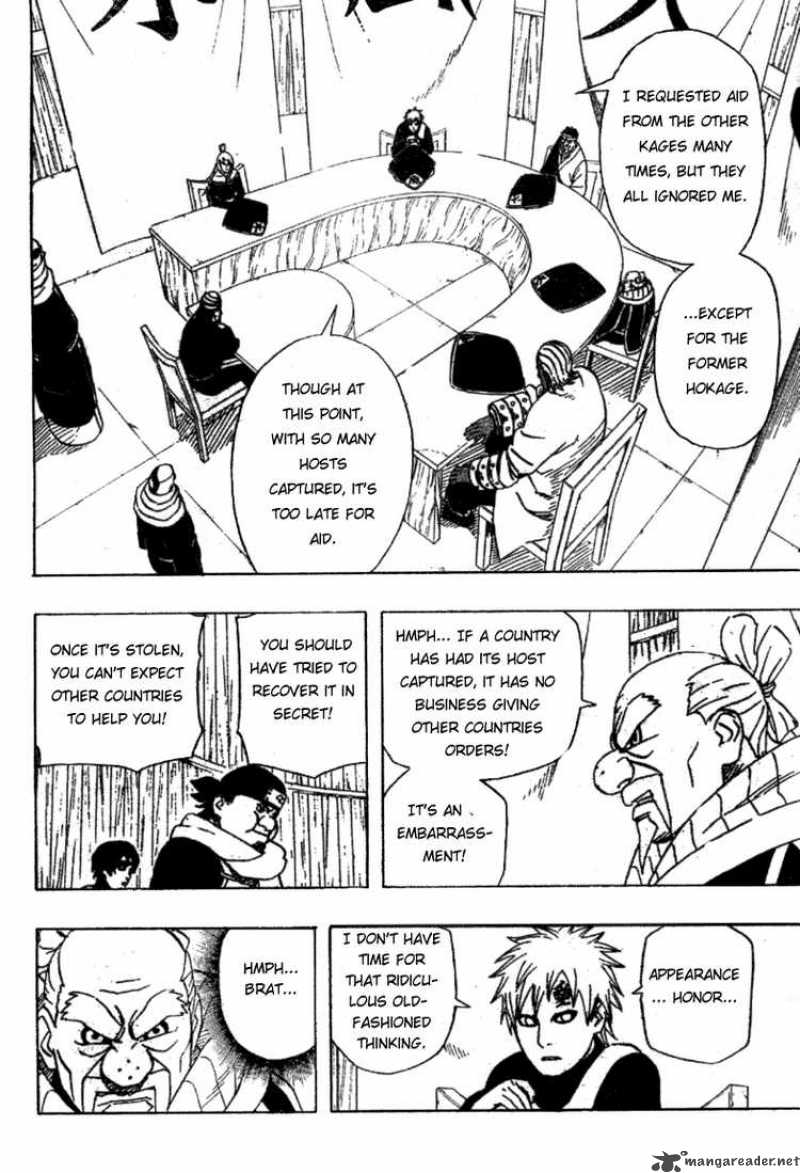 I REQUESTED AID
FROM THE OTHER
KAGES MANY
TIMES, BUT THEY
ALL IGNORED ME.
...EXCEPT
FOR THE
FORMER
HOKAGE.
THOUGH AT
THIS POINT,
WITH SO MANY
HOSTS
CAPTURED, IT'S
TOO LATE FOR
AID.
HMPH... IF A COUNTRY
HAS HAD ITS HOST
CAPTURED, IT HAS NO
BUSINESS GIVING
OTHER COUNTRIES
ORDERS!
IT'S AN
EMBARRASS-
MENT!
YOU SHOULD
HAVE TRIED TO
RECOVER IT IN
SECRET!
ONCE IT'S STOLEN,
YOU CAN'T EXPECT
OTHER COUNTRIES
TO HELP YOU!
APPEARANCE
... HONOR...
I DON'T HAVE
TIME FOR
THAT RIDICU-
LOUS OLD-
FASHIONED
THINKING.
HMPH...
BRAT...
mangareader.net